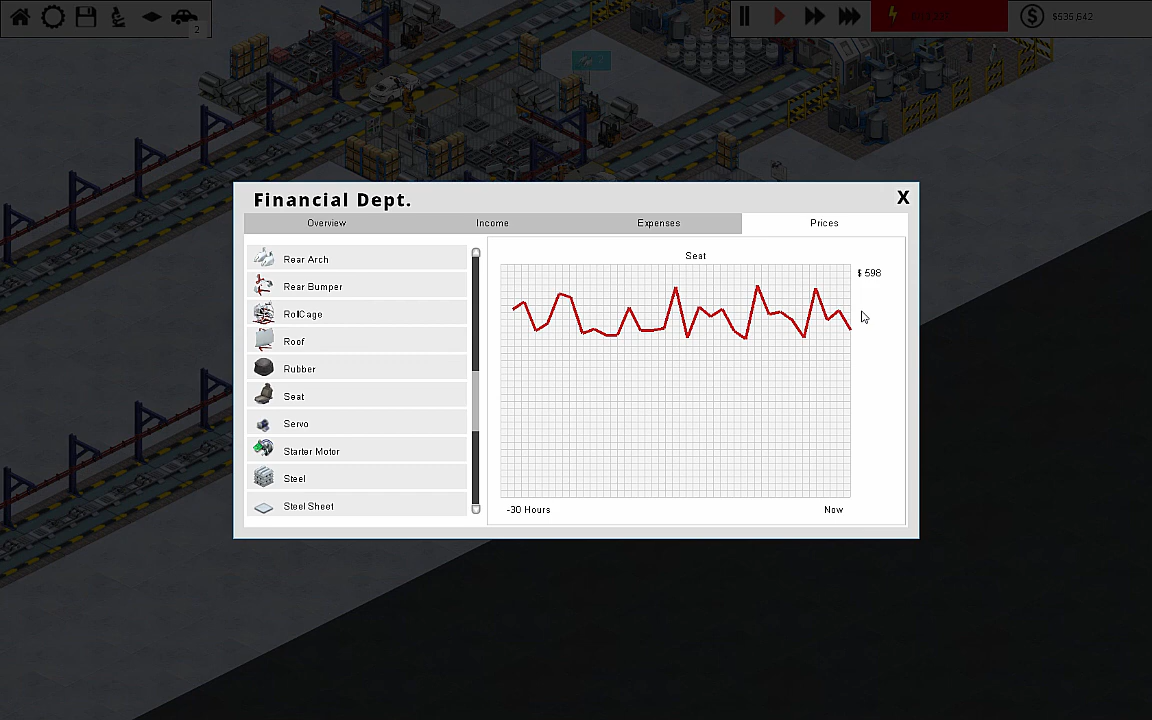 2
$535,642
Financial Dept.
X
Overview
Income
Expenses
Prices
Rear Arch
Rear Bumper
RollCage
Roof
Rubber
Seat
Servo
Starter Motor
Steel
Steel Sheet
Seat
$ 598
-30 Hours
Now